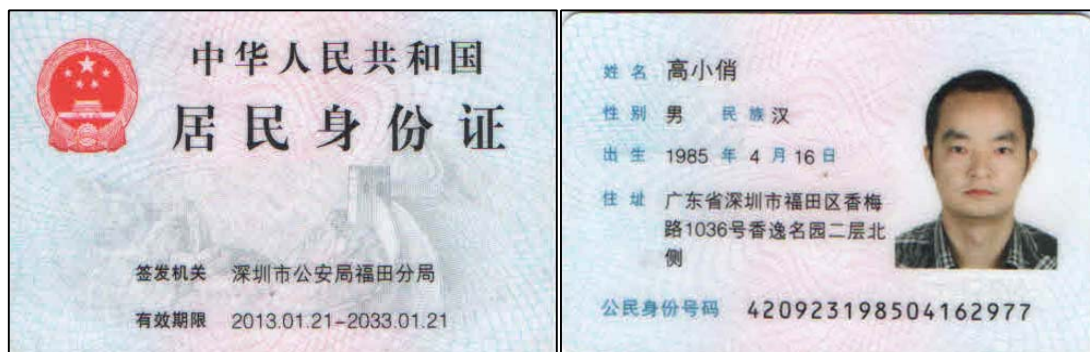 中华人民共和国
居民身份证
签发机关 深圳市公安局福田分局
有效期限 2013.01.21-2033.01.21
姓名 高小俏
性别 男 民族 汉
出生 1985 年 4 月 16 日
住址 广东省深圳市福田区香梅
路1036号香逸名园二层北
侧
公民身份号码 420923198504162977